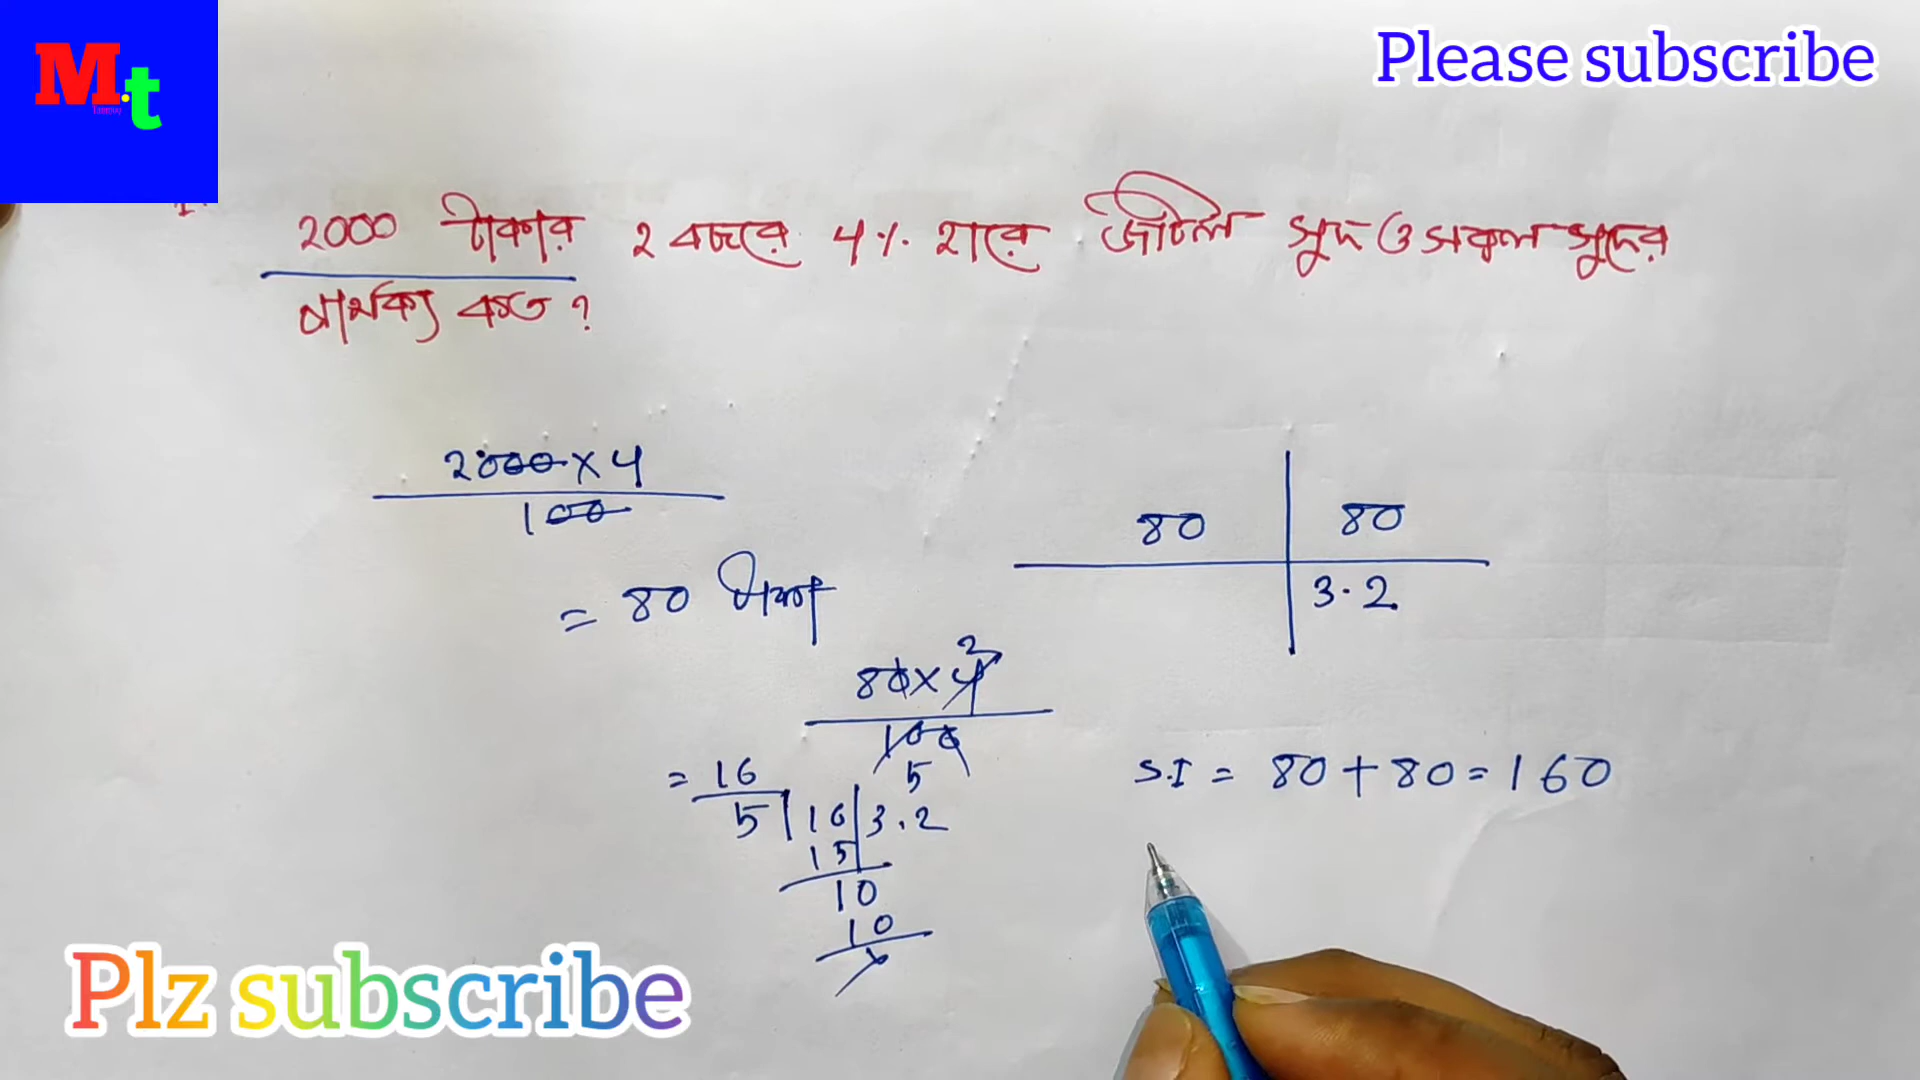 M.t
Please subscribe
2000 টাকার 2 বছরে 4% হারে জটিল সুদ ও সরল সুদের
পার্থক্য কত ?
2000 x 4
100
= 80 টাকা
80
80
3.2
80 x 4 2
100
5
= 16
5 16 3.2
15
10
10
x
S.I = 80 + 80 = 160
Plz subscribe